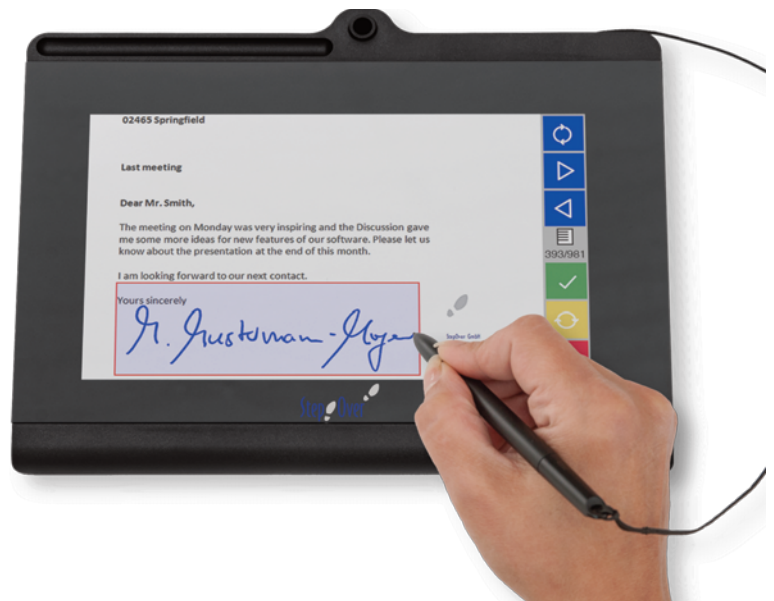 02465 Springfield
Last meeting
Dear Mr. Smith,
The meeting on Monday was very inspiring and the Discussion gave
me some more ideas for new features of our software. Please let us
know about the presentation at the end of this month.
I am looking forward to our next contact.
Yours sincerely
393/981